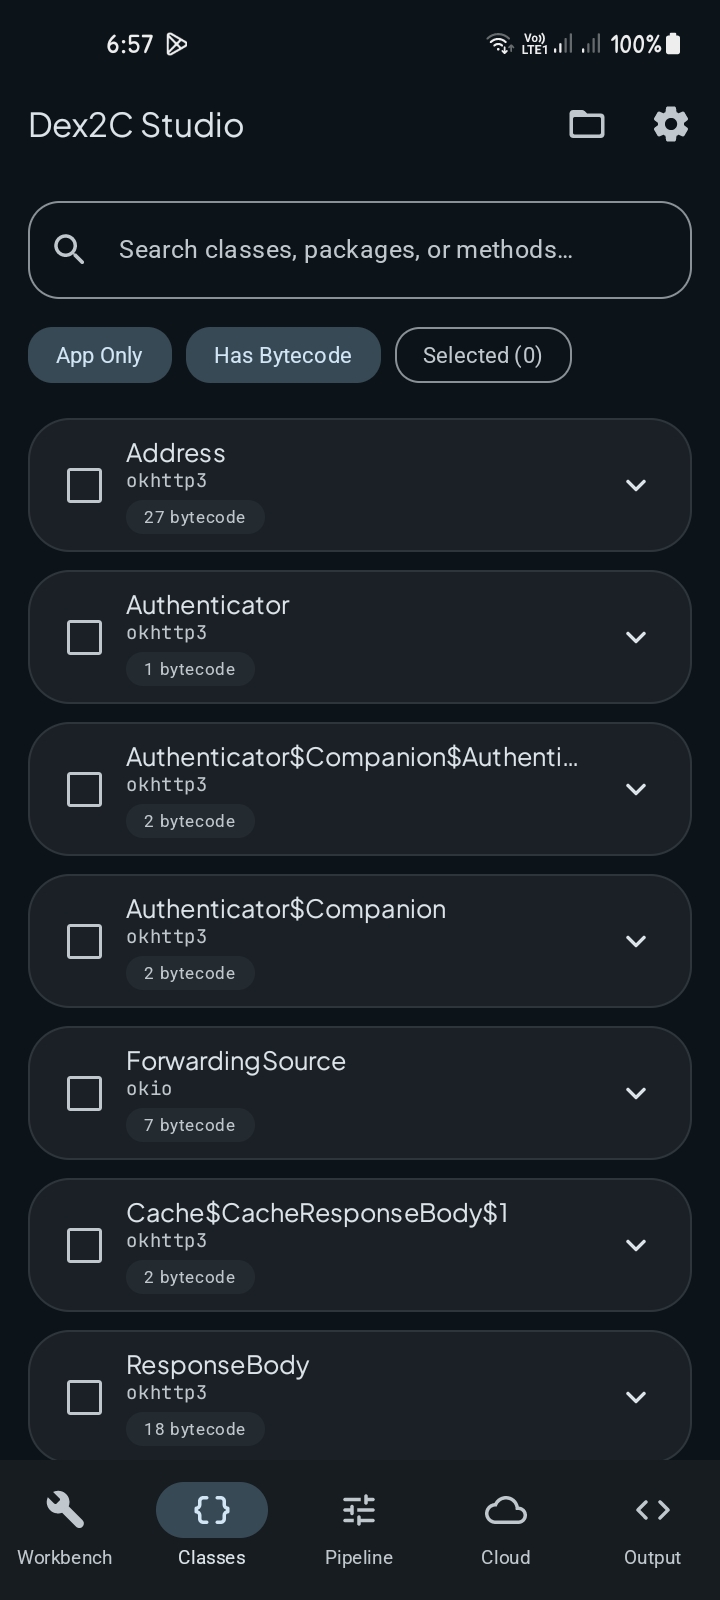 6:57 Vo)) LTE1 100%
Dex2C Studio
Search classes, packages, or methods...
App Only Has Bytecode Selected (0)
Address
okhttp3
27 bytecode
Authenticator
okhttp3
1 bytecode
Authenticator$Companion$Authenti...
okhttp3
2 bytecode
Authenticator$Companion
okhttp3
2 bytecode
ForwardingSource
okio
7 bytecode
Cache$CacheResponseBody$1
okhttp3
2 bytecode
ResponseBody
okhttp3
18 bytecode
Workbench Classes Pipeline Cloud Output